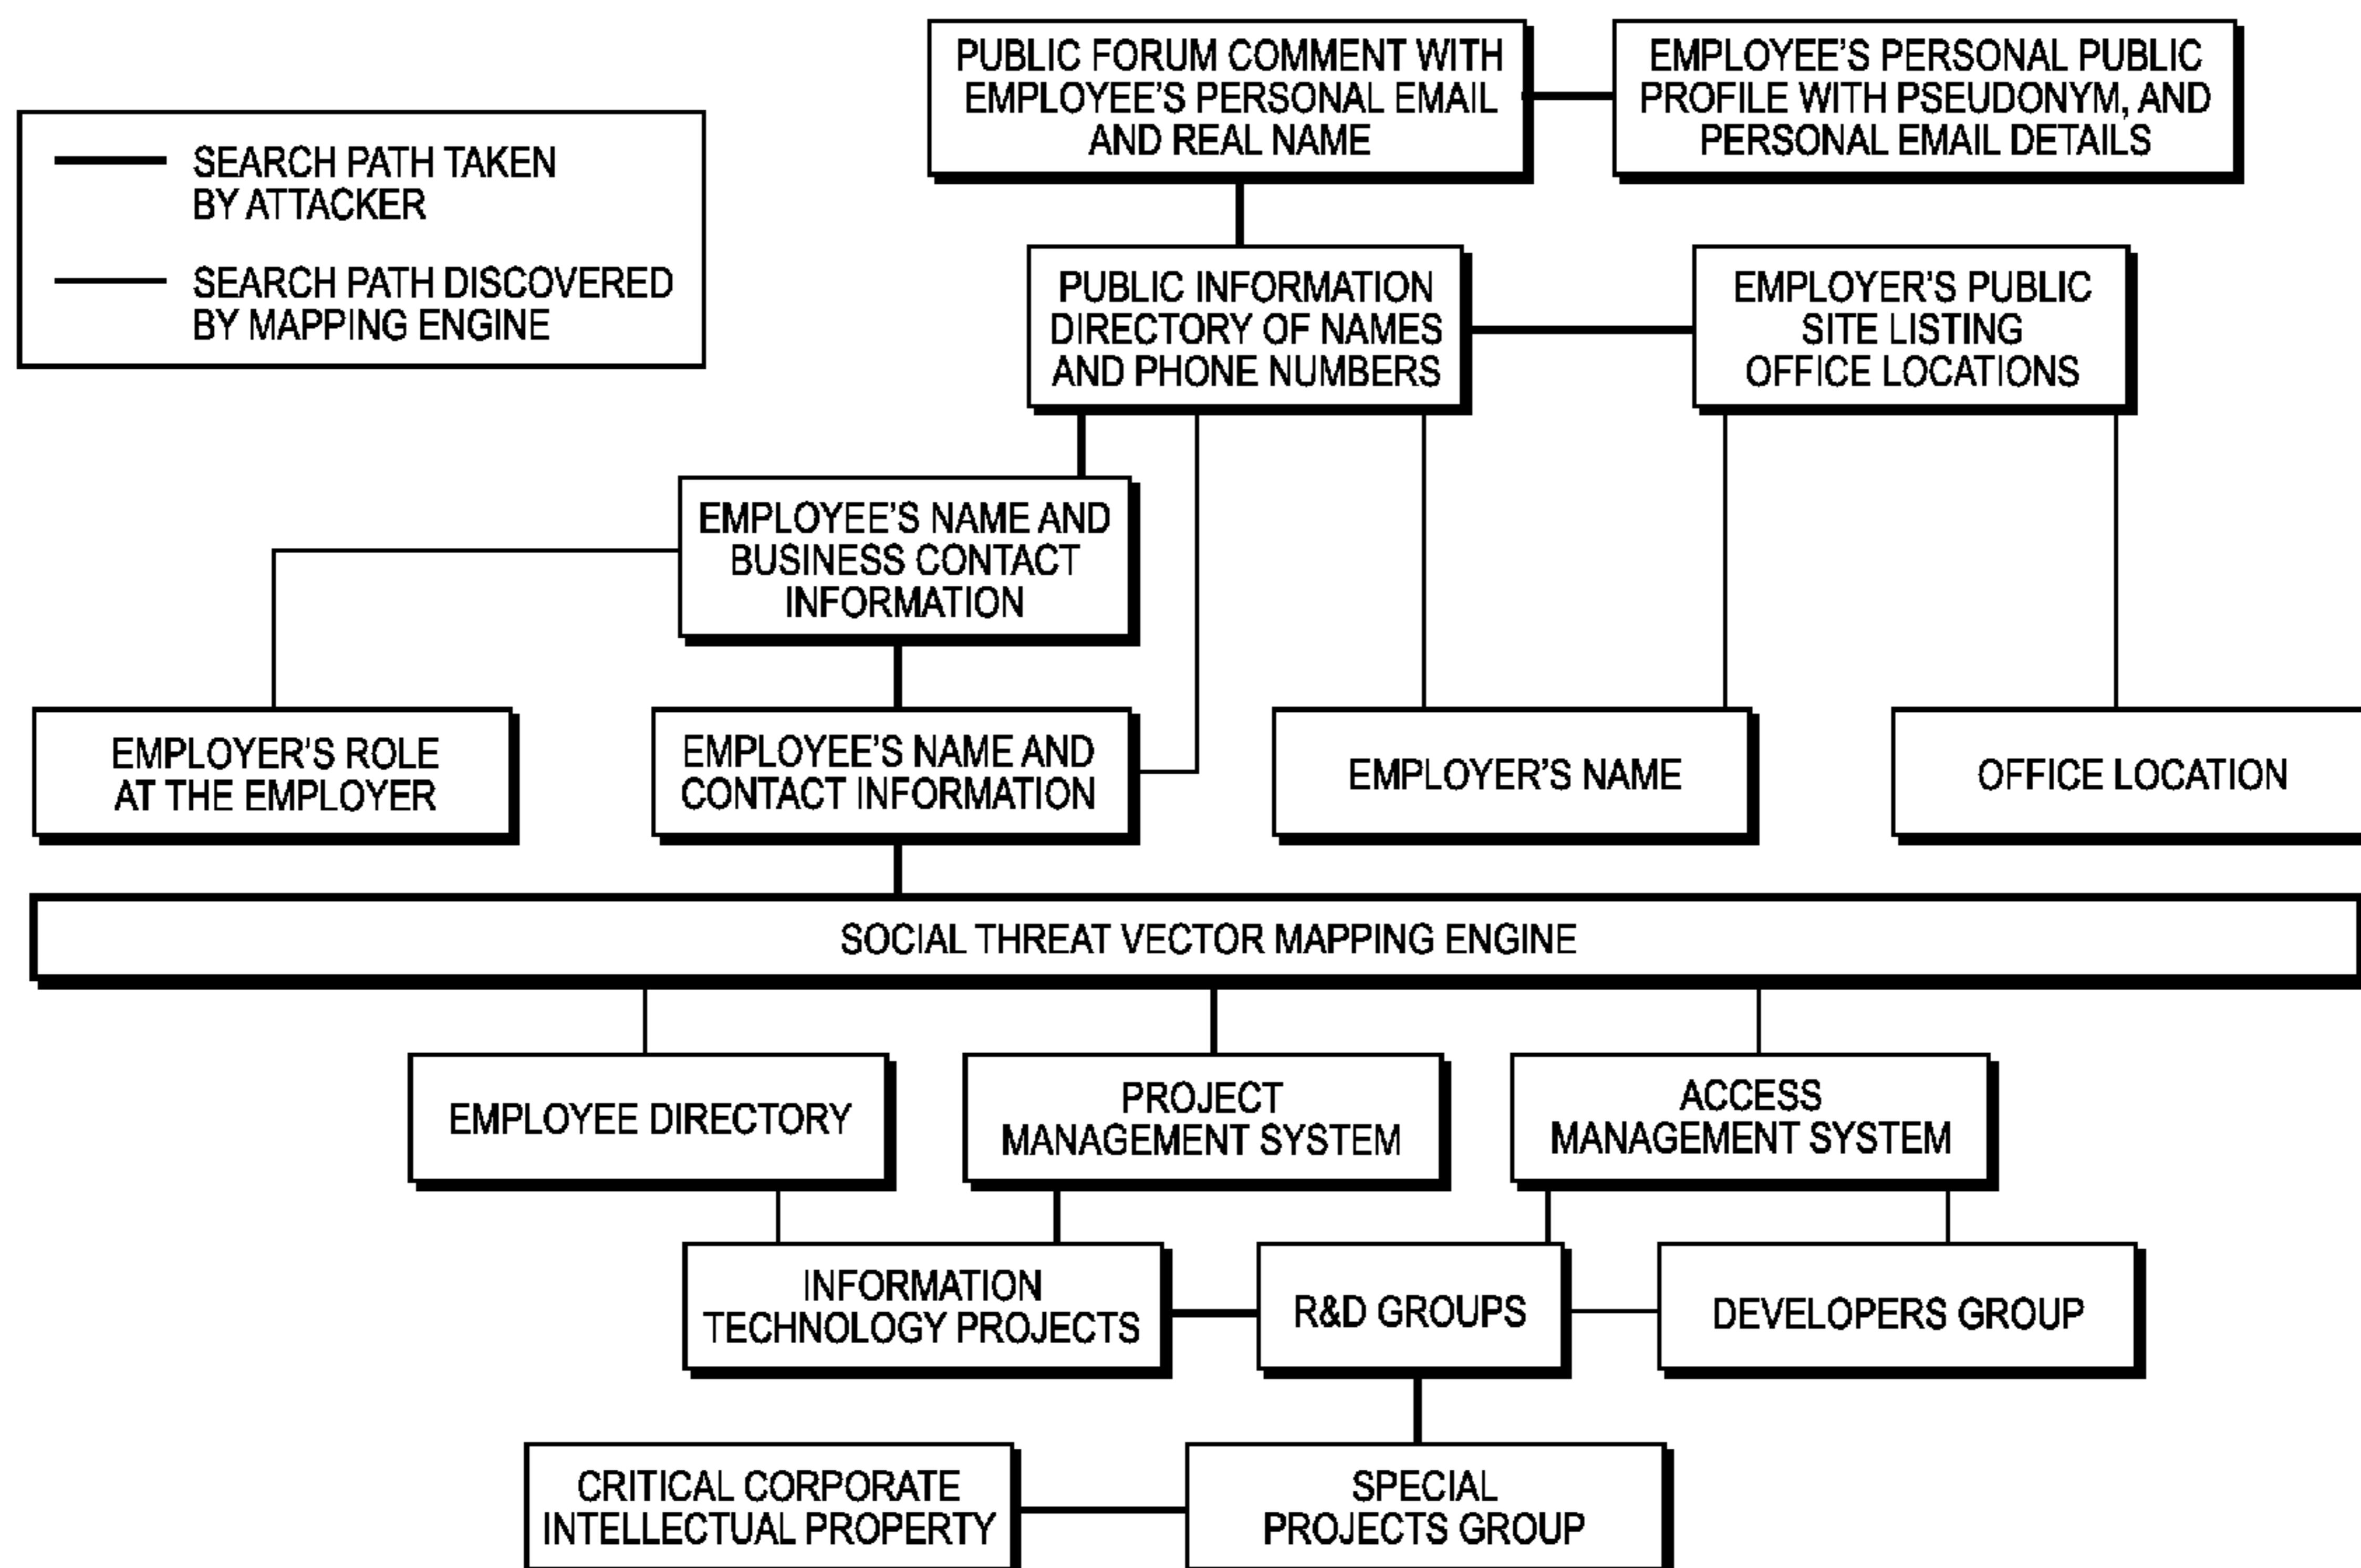 PUBLIC FORUM COMMENT WITH
EMPLOYEE'S PERSONAL EMAIL
AND REAL NAME
EMPLOYEE'S PERSONAL PUBLIC
PROFILE WITH PSEUDONYM, AND
PERSONAL EMAIL DETAILS
SEARCH PATH TAKEN
BY ATTACKER
SEARCH PATH DISCOVERED
BY MAPPING ENGINE
PUBLIC INFORMATION
DIRECTORY OF NAMES
AND PHONE NUMBERS
EMPLOYER'S PUBLIC
SITE LISTING
OFFICE LOCATIONS
EMPLOYEE'S NAME AND
BUSINESS CONTACT
INFORMATION
EMPLOYER'S ROLE
AT THE EMPLOYER
EMPLOYEE'S NAME AND
CONTACT INFORMATION
EMPLOYER'S NAME
OFFICE LOCATION
SOCIAL THREAT VECTOR MAPPING ENGINE
EMPLOYEE DIRECTORY
PROJECT
MANAGEMENT SYSTEM
ACCESS
MANAGEMENT SYSTEM
INFORMATION
TECHNOLOGY PROJECTS
R&D GROUPS
DEVELOPERS GROUP
CRITICAL CORPORATE
INTELLECTUAL PROPERTY
SPECIAL
PROJECTS GROUP